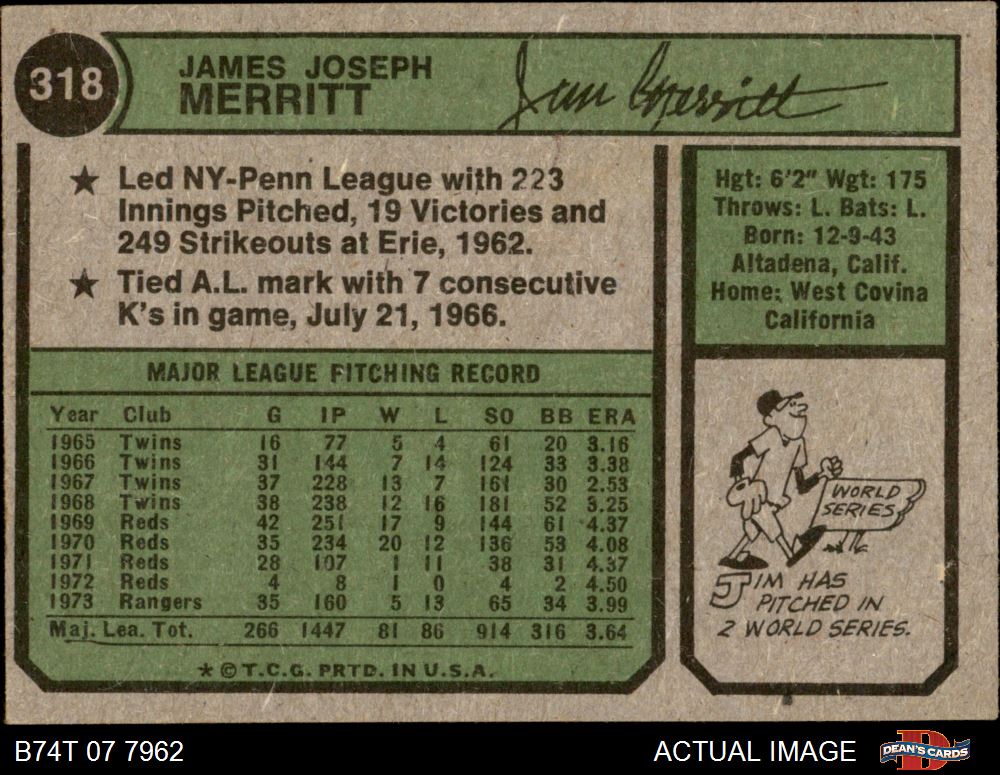 318
JAMES JOSEPH
MERRITT
Jim Merritt
★ Led NY-Penn League with 223
Innings Pitched, 19 Victories and
249 Strikeouts at Erie, 1962.
★ Tied A.L. mark with 7 consecutive
K's in game, July 21, 1966.
Hgt: 6'2" Wgt: 175
Throws: L. Bats: L.
Born: 12-9-43
Altadena, Calif.
Home: West Covina
California
MAJOR LEAGUE PITCHING RECORD
Year Club G IP W L SO BB ERA
1965 Twins 16 77 5 4 61 20 3.16
1966 Twins 31 144 7 14 124 33 3.38
1967 Twins 37 228 13 7 161 30 2.53
1968 Twins 38 238 12 16 181 52 3.25
1969 Reds 42 251 17 9 144 61 4.37
1970 Reds 35 234 20 12 136 53 4.08
1971 Reds 28 107 1 11 38 31 4.37
1972 Reds 4 8 1 0 4 2 4.50
1973 Rangers 35 160 5 13 65 34 3.99
Maj. Lea. Tot. 266 1447 81 86 914 316 3.64
★ © T.C.G. PRTD. IN U.S.A.
WORLD
SERIES
JIM HAS
PITCHED IN
2 WORLD SERIES.
B74T 07 7962
ACTUAL IMAGE
DEAN'S CARDS